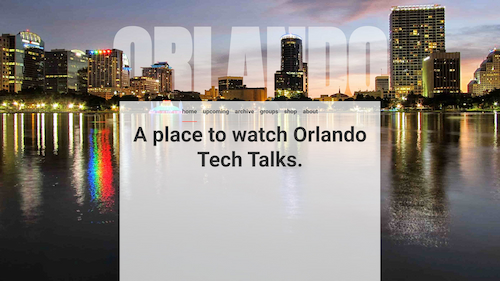 ORLANDO
home upcoming archive groups shop about
A place to watch Orlando
Tech Talks.